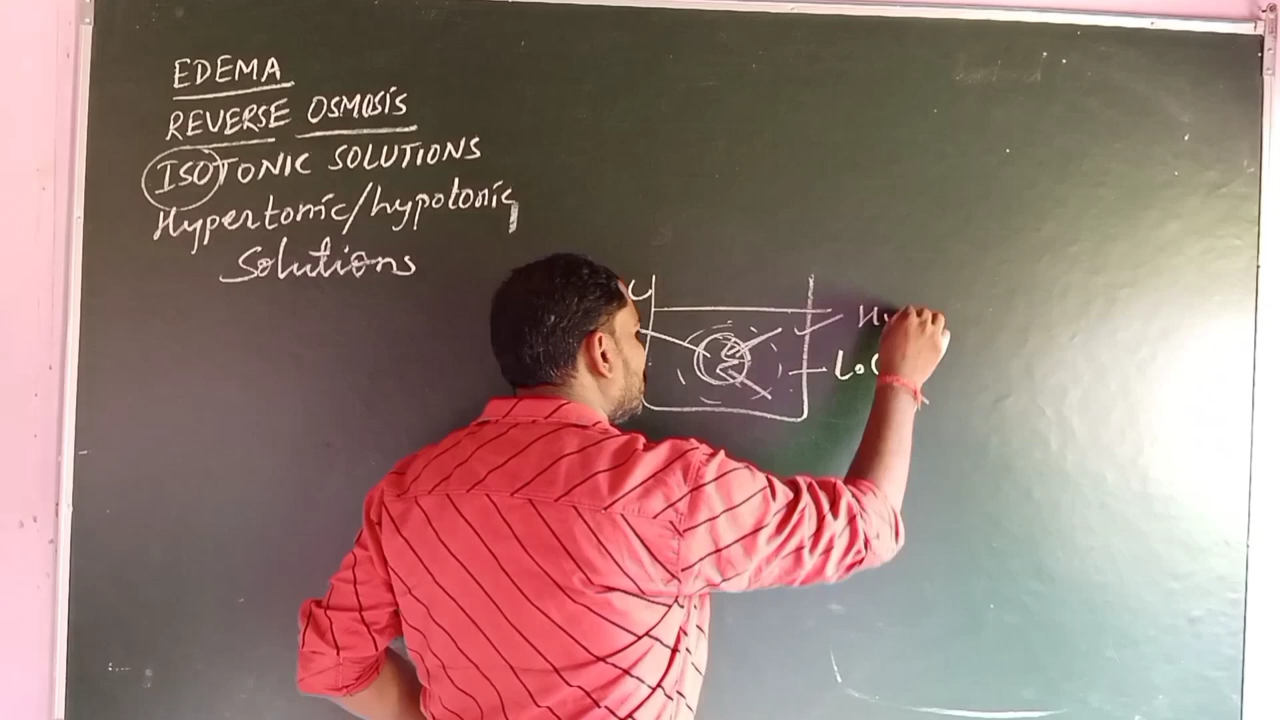 EDEMA
REVERSE OSMOSIS
ISOTONIC SOLUTIONS
Hypertonic/hypotonic
Solutions